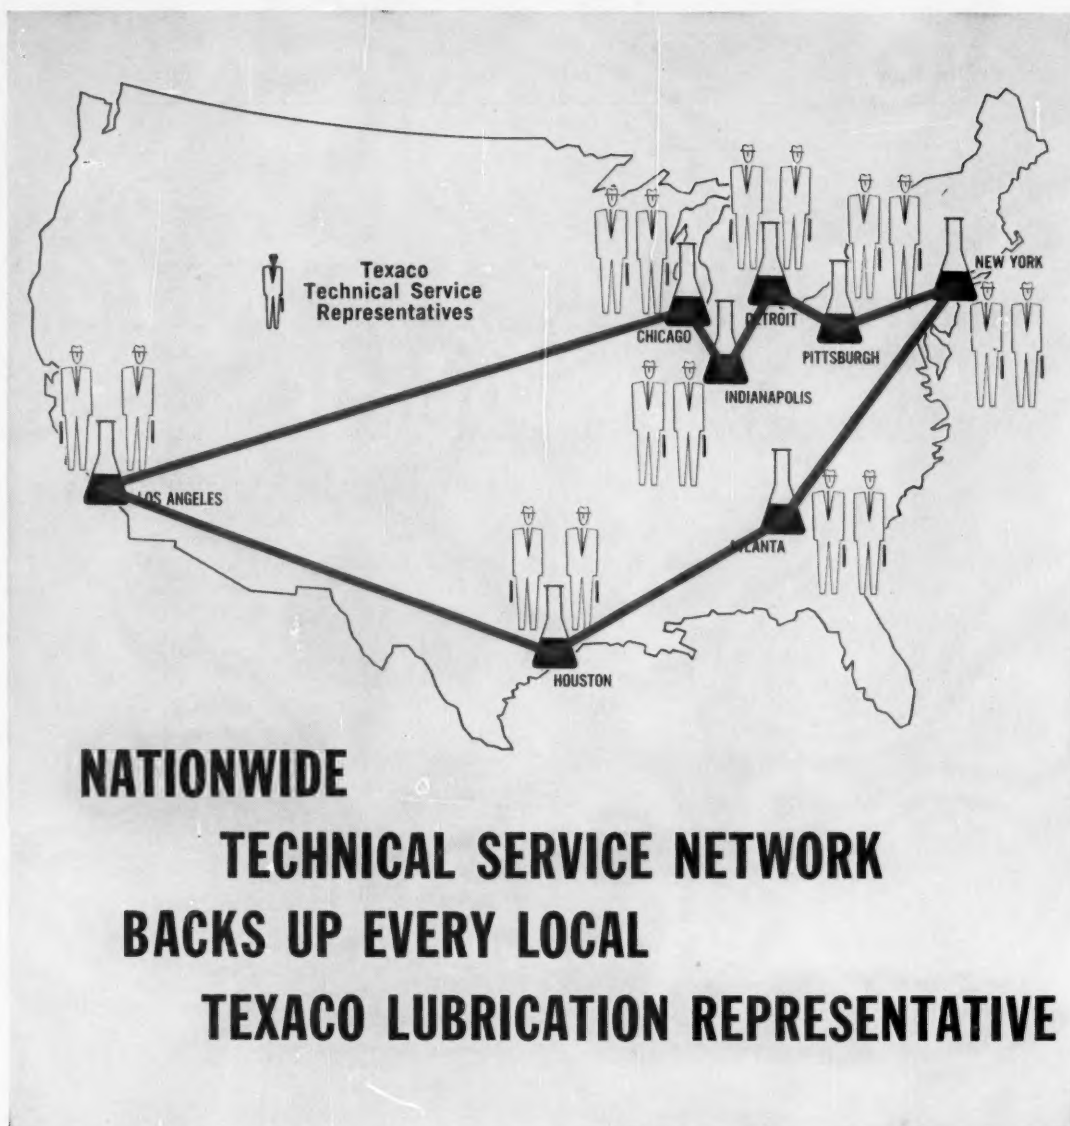 Texaco
Technical Service
Representatives
NEW YORK
DETROIT
CHICAGO
PITTSBURGH
INDIANAPOLIS
LOS ANGELES
ATLANTA
HOUSTON
NATIONWIDE
TECHNICAL SERVICE NETWORK
BACKS UP EVERY LOCAL
TEXACO LUBRICATION REPRESENTATIVE